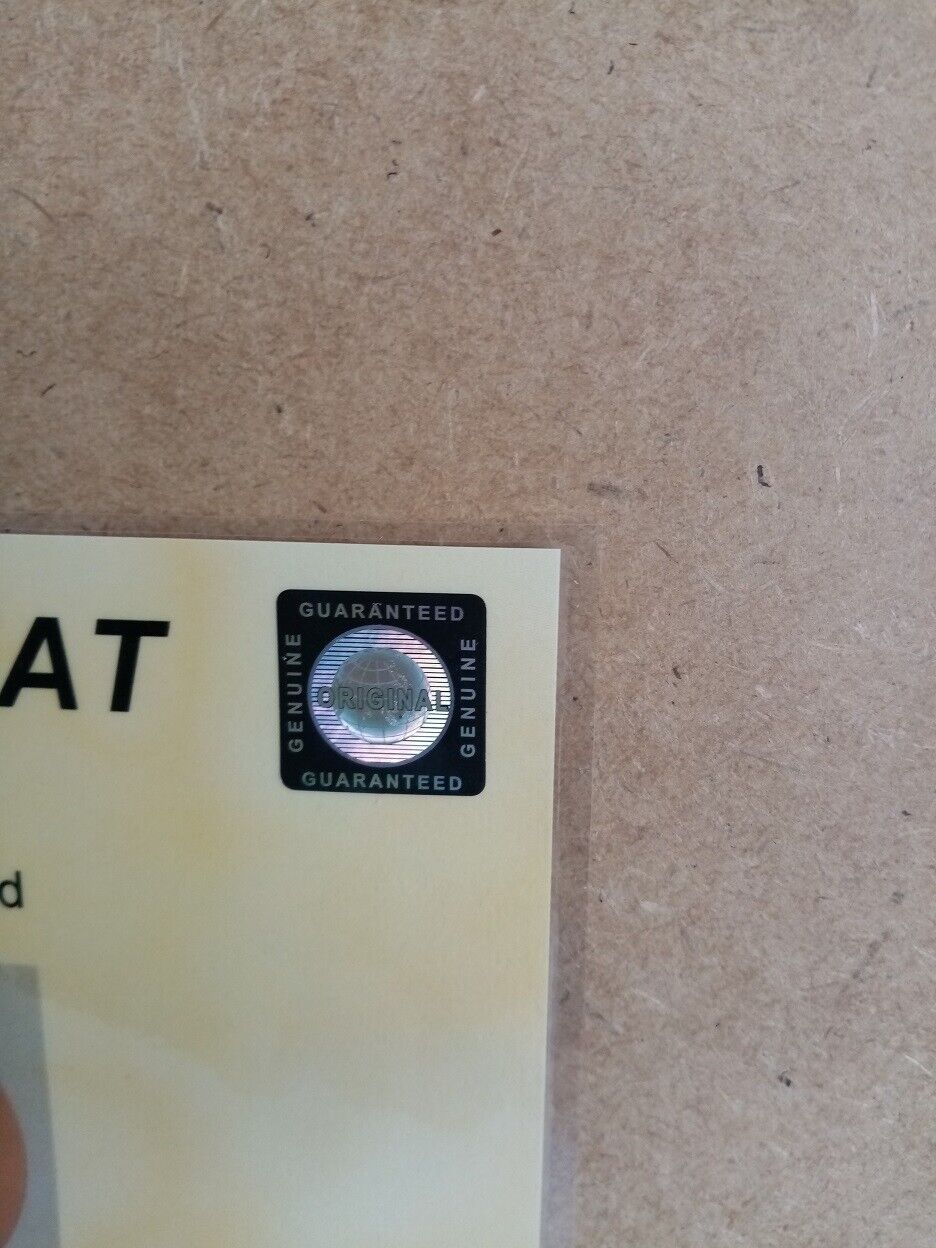 AT
GUARANTEED
GENUINE
ORIGINAL
GENUINE
GUARANTEED
d